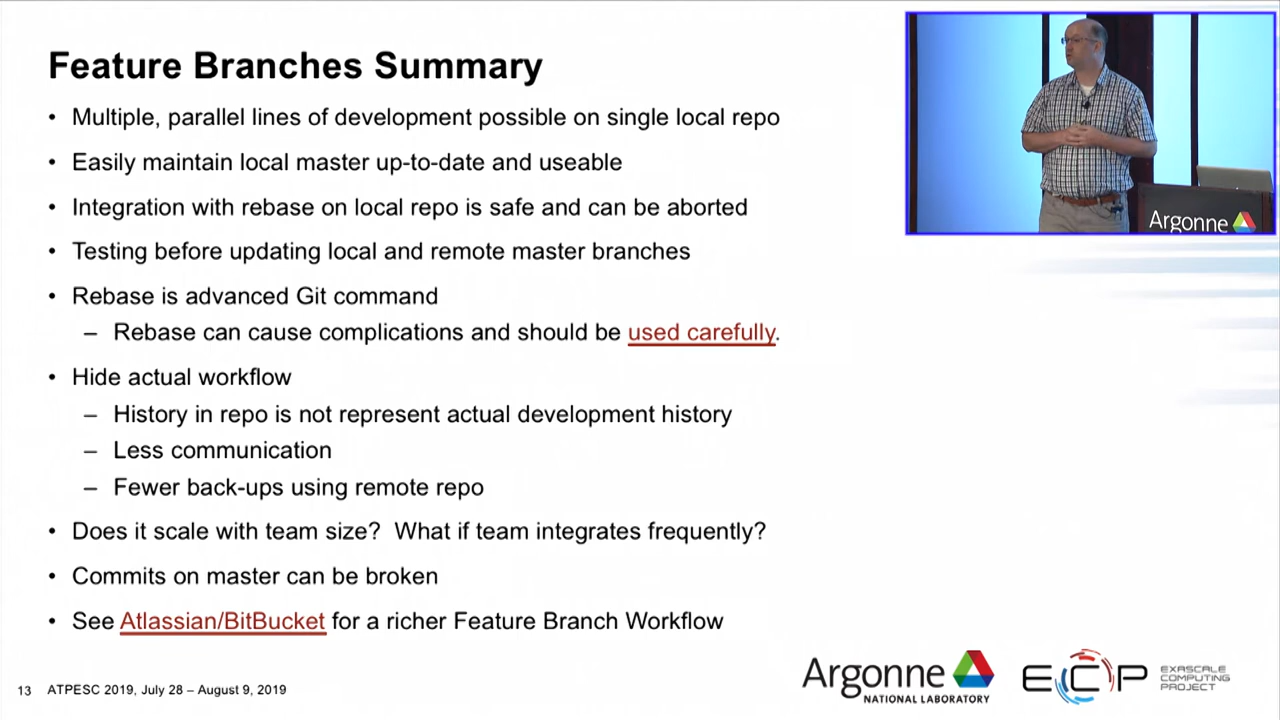 Feature Branches Summary
• Multiple, parallel lines of development possible on single local repo
• Easily maintain local master up-to-date and useable
• Integration with rebase on local repo is safe and can be aborted
• Testing before updating local and remote master branches
• Rebase is advanced Git command
– Rebase can cause complications and should be used carefully.
• Hide actual workflow
– History in repo is not represent actual development history
– Less communication
– Fewer back-ups using remote repo
• Does it scale with team size?  What if team integrates frequently?
• Commits on master can be broken
• See Atlassian/BitBucket for a richer Feature Branch Workflow
Argonne
13 ATPESC 2019, July 28 – August 9, 2019
Argonne
NATIONAL LABORATORY
ECP
EXASCALE
COMPUTING
PROJECT